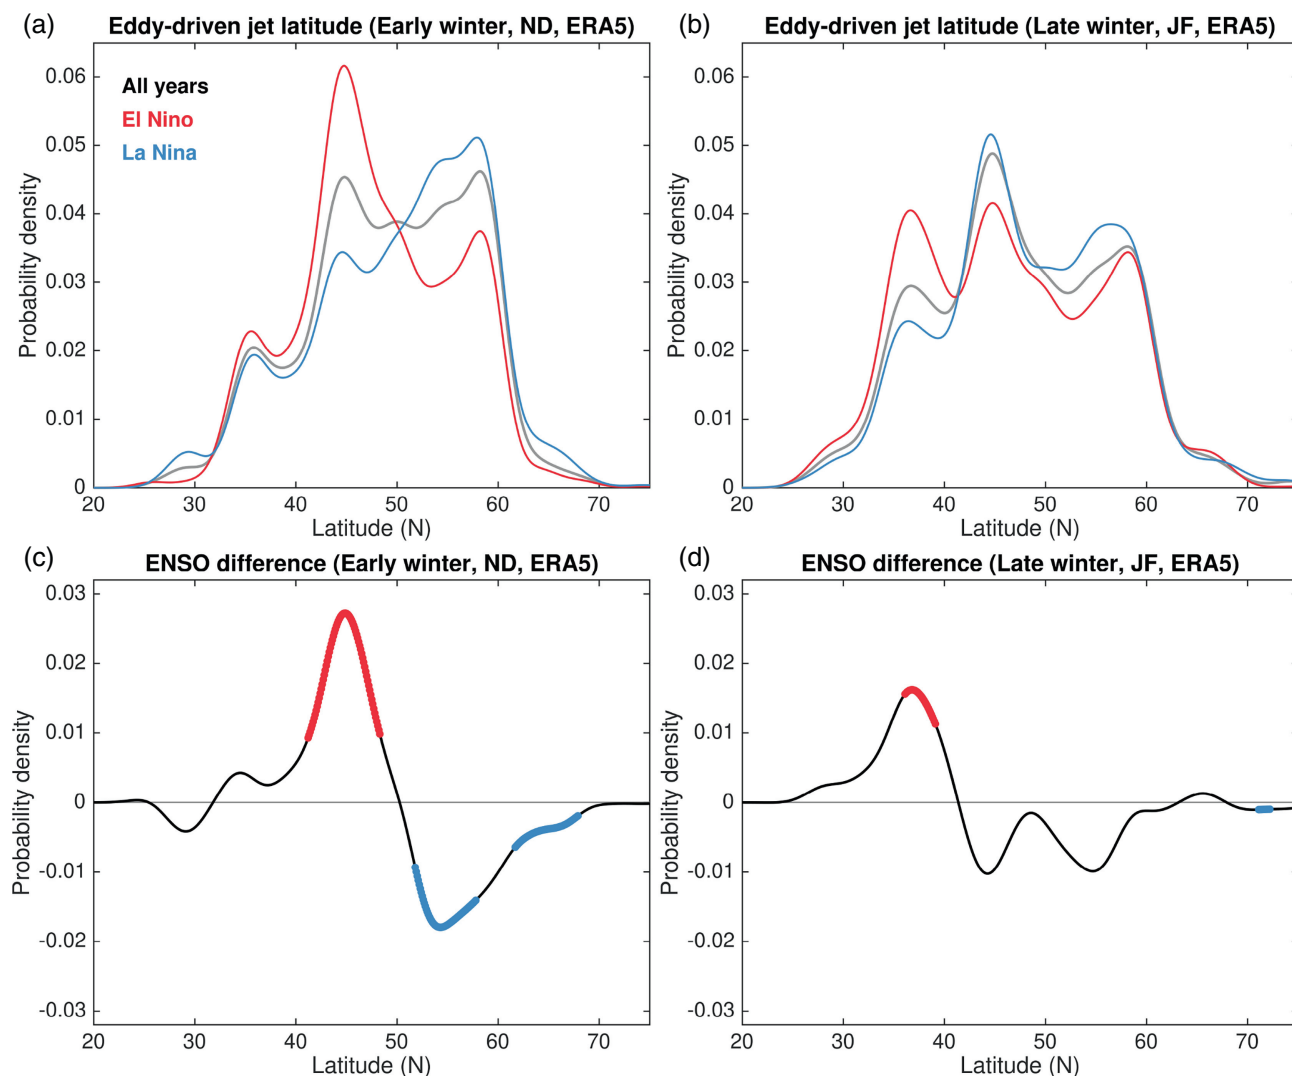 (a)
Eddy-driven jet latitude (Early winter, ND, ERA5)
All years
El Nino
La Nina
Probability density
0.06
0.05
0.04
0.03
0.02
0.01
0
20 30 40 50 60 70
Latitude (N)
(b)
Eddy-driven jet latitude (Late winter, JF, ERA5)
Probability density
0.06
0.05
0.04
0.03
0.02
0.01
0
20 30 40 50 60 70
Latitude (N)
(c)
ENSO difference (Early winter, ND, ERA5)
Probability density
0.03
0.02
0.01
0
-0.01
-0.02
-0.03
20 30 40 50 60 70
Latitude (N)
(d)
ENSO difference (Late winter, JF, ERA5)
Probability density
0.03
0.02
0.01
0
-0.01
-0.02
-0.03
20 30 40 50 60 70
Latitude (N)